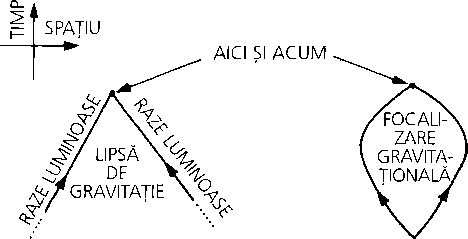 TIMP
SPAȚIU
AICI ȘI ACUM
RAZE LUMINOASE
RAZE LUMINOASE
LIPSĂ
DE
GRAVITAȚIE
FOCALI-
ZARE
GRAVITA-
ȚIONALĂ